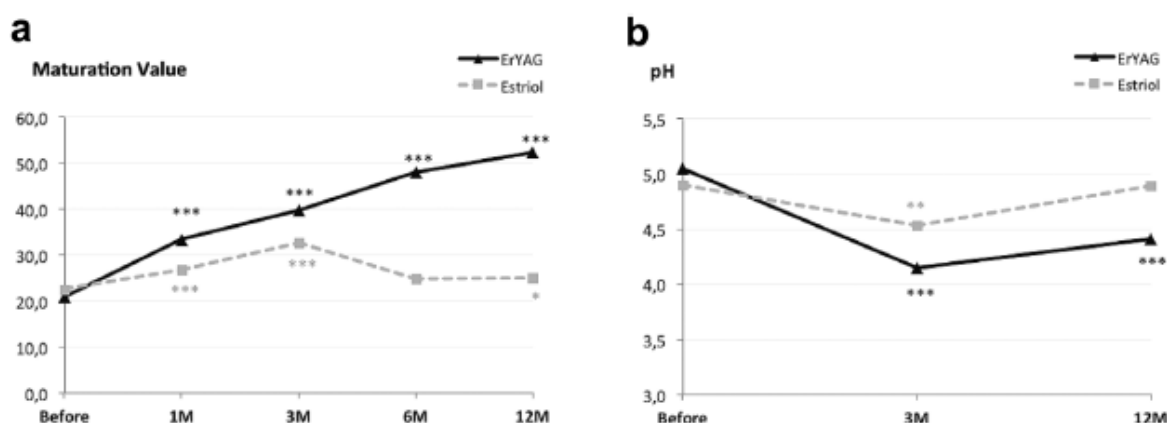 a
Maturation Value
ErYAG
Estriol
60,0
50,0
40,0
30,0
20,0
10,0
0,0
***
***
***
***
***
***
*
Before 1M 3M 6M 12M
b
pH
ErYAG
Estriol
5,5
5,0
4,5
4,0
3,5
3,0
**
***
***
Before 3M 12M